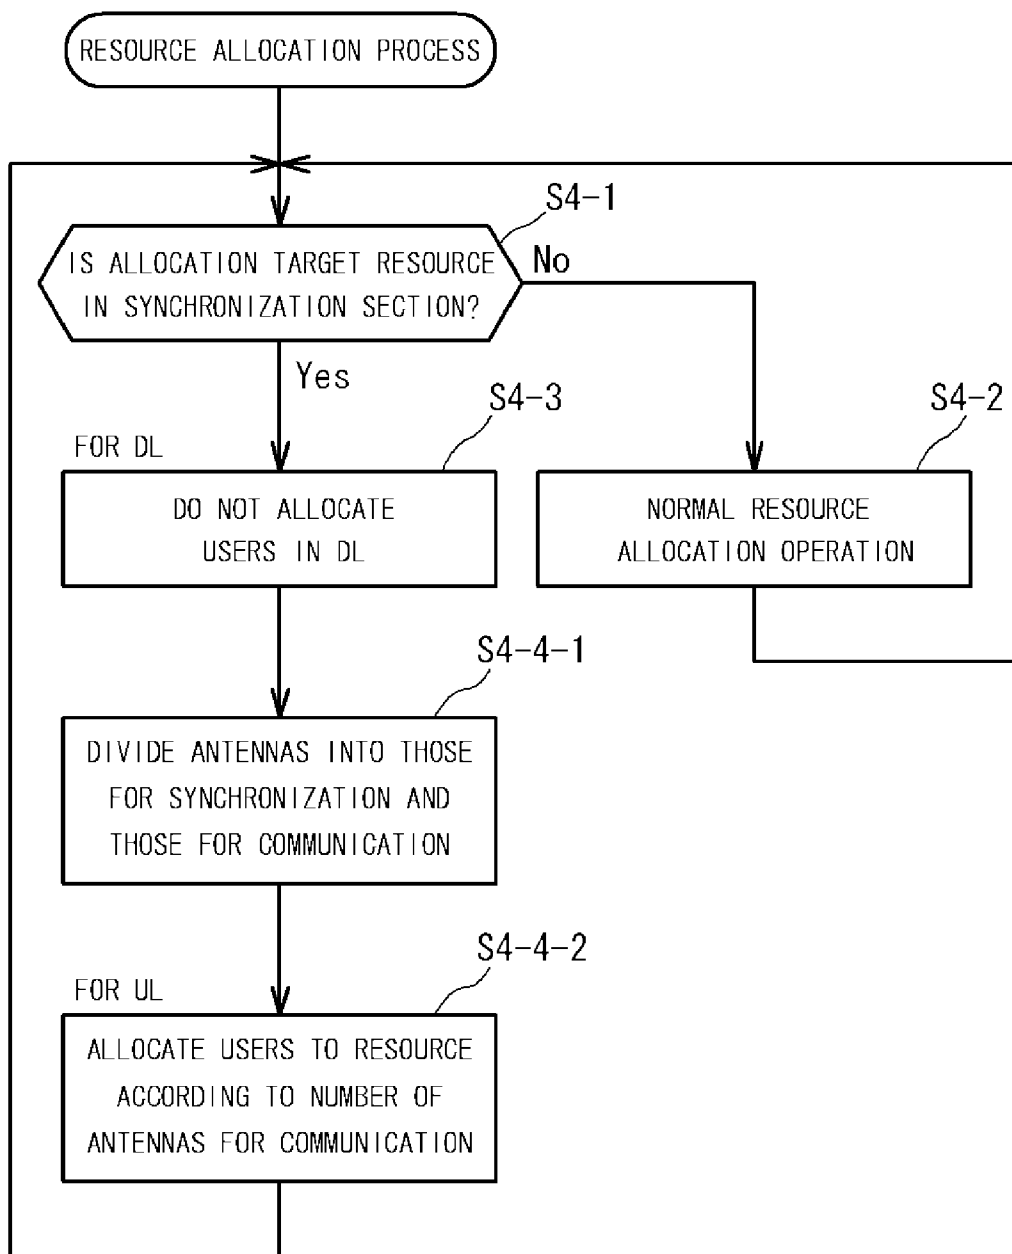 RESOURCE ALLOCATION PROCESS
S4-1
IS ALLOCATION TARGET RESOURCE
IN SYNCHRONIZATION SECTION?
No
Yes
S4-3
S4-2
FOR DL
DO NOT ALLOCATE
USERS IN DL
NORMAL RESOURCE
ALLOCATION OPERATION
S4-4-1
DIVIDE ANTENNAS INTO THOSE
FOR SYNCHRONIZATION AND
THOSE FOR COMMUNICATION
S4-4-2
FOR UL
ALLOCATE USERS TO RESOURCE
ACCORDING TO NUMBER OF
ANTENNAS FOR COMMUNICATION